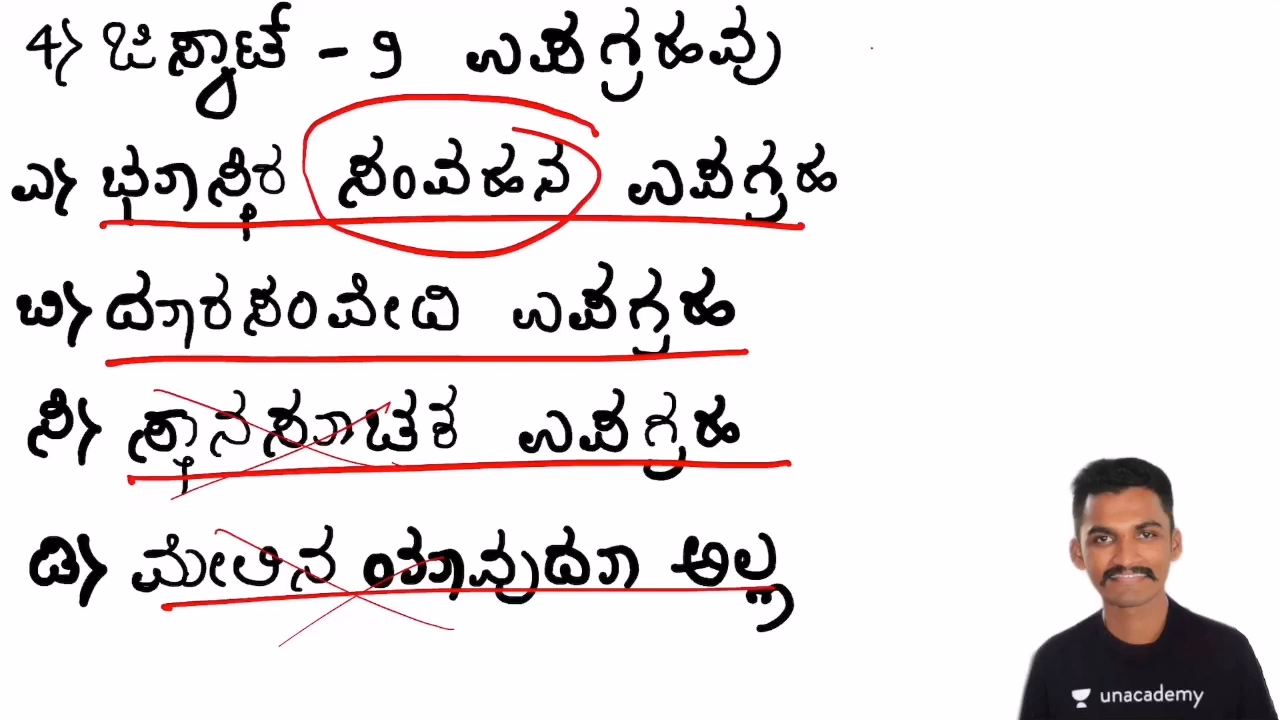 4) ಜಿಸ್ಯಾಟ್ - 9 ಉಪಗ್ರಹವು
ಎ) ಭೂಸ್ಥಿರ ಸಂವಹನ ಉಪಗ್ರಹ
ಬಿ) ದೂರಸಂವೇದಿ ಉಪಗ್ರಹ
ಸಿ) ಸ್ಥಾನಸೂಚಕ ಉಪಗ್ರಹ
ಡಿ) ಮೇಲಿನ ಯಾವುದೂ ಅಲ್ಲ
unacademy